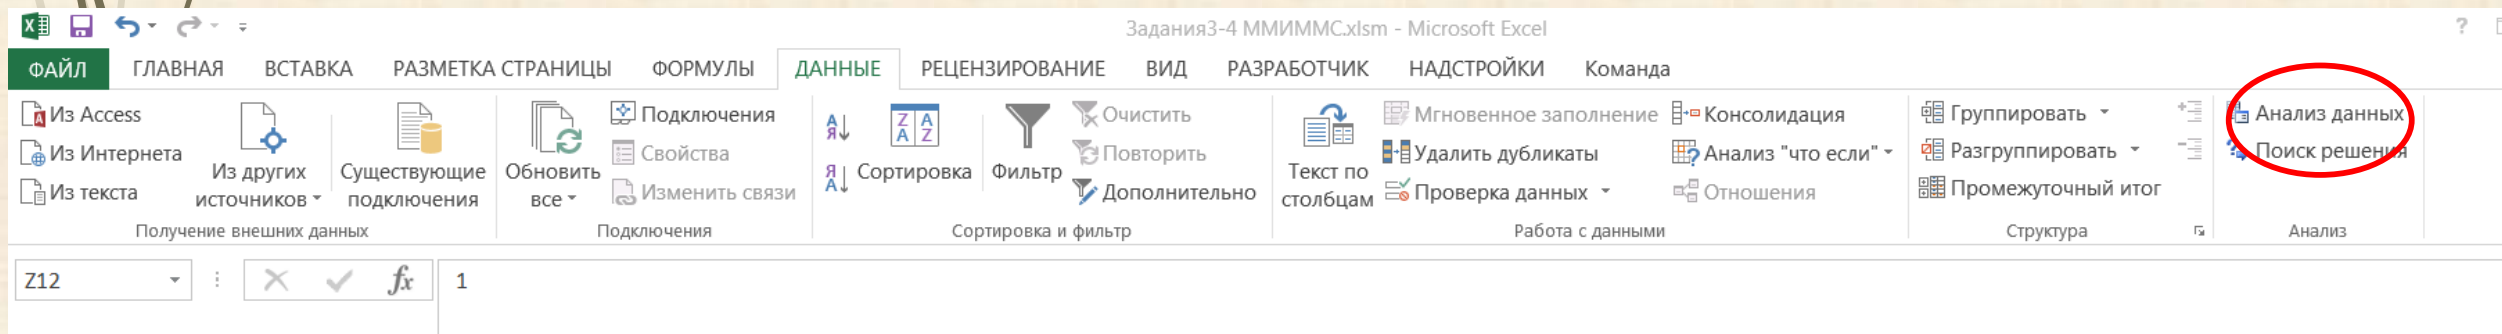 Задания3-4 ММИММС.xlsm - Microsoft Excel
?
ФАЙЛ ГЛАВНАЯ ВСТАВКА РАЗМЕТКА СТРАНИЦЫ ФОРМУЛЫ ДАННЫЕ РЕЦЕНЗИРОВАНИЕ ВИД РАЗРАБОТЧИК НАДСТРОЙКИ Команда
Из Access
Из Интернета
Из текста
Из других
источников
Существующие
подключения
Получение внешних данных
Обновить
все
Подключения
Свойства
Изменить связи
Подключения
Сортировка
Фильтр
Очистить
Повторить
Дополнительно
Сортировка и фильтр
Текст по
столбцам
Мгновенное заполнение
Удалить дубликаты
Проверка данных
Консолидация
Анализ "что если"
Отношения
Работа с данными
Группировать
Разгруппировать
Промежуточный итог
Структура
Анализ данных
Поиск решения
Анализ
Z12 fx 1